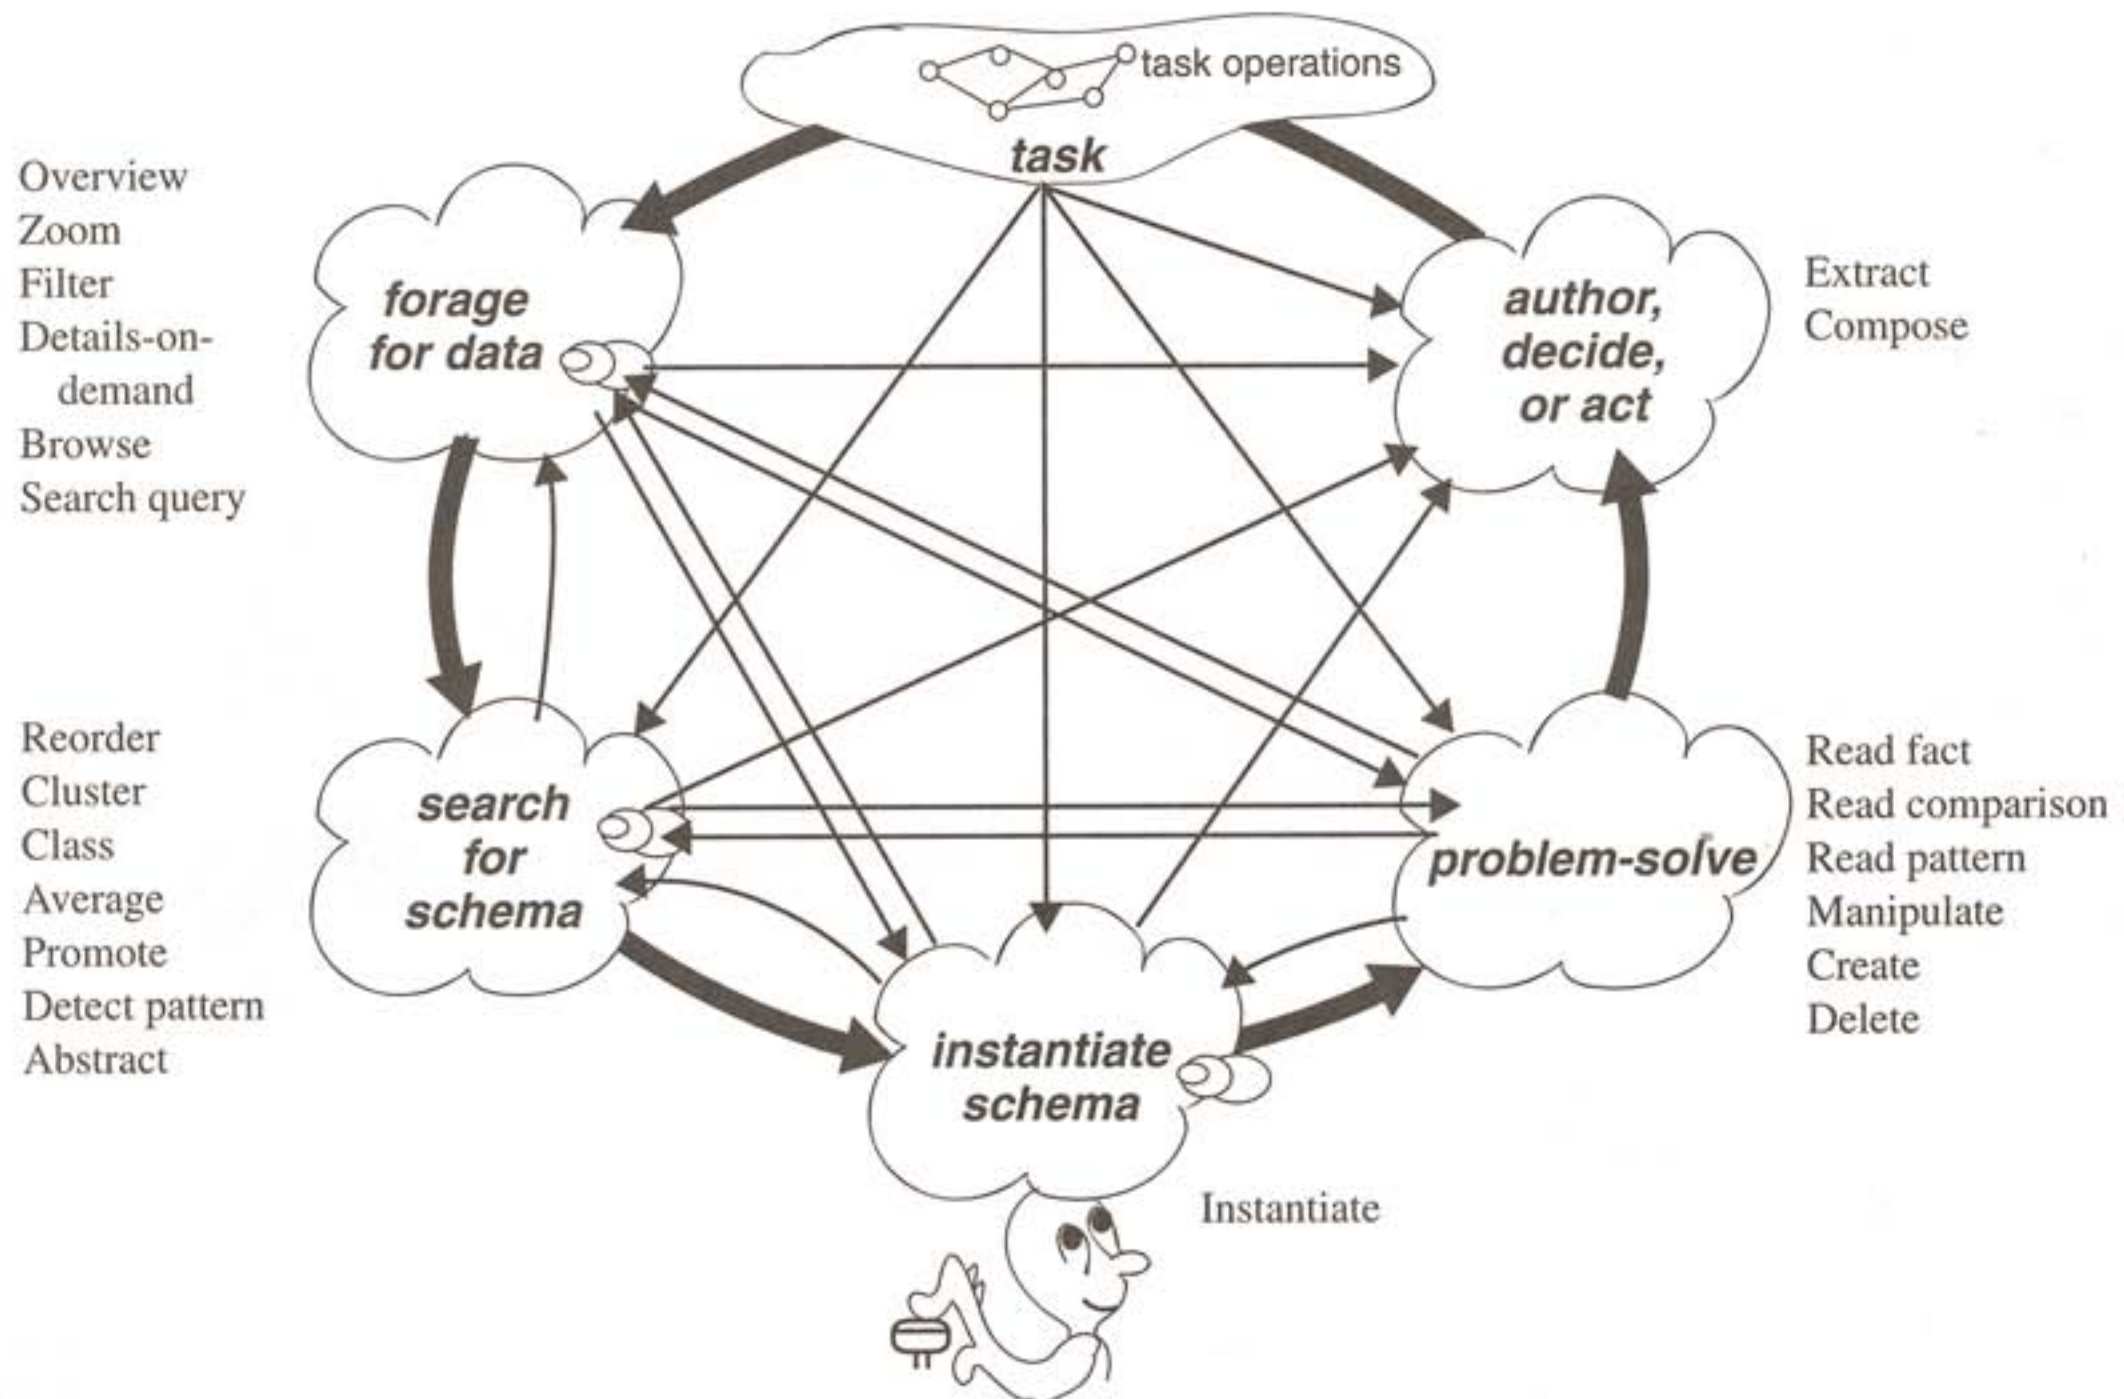 task operations
task
Overview
Zoom
Filter
Details-on-
demand
Browse
Search query
forage
for data
author,
decide,
or act
Extract
Compose
Reorder
Cluster
Class
Average
Promote
Detect pattern
Abstract
search
for
schema
problem-solve
Read fact
Read comparison
Read pattern
Manipulate
Create
Delete
instantiate
schema
Instantiate